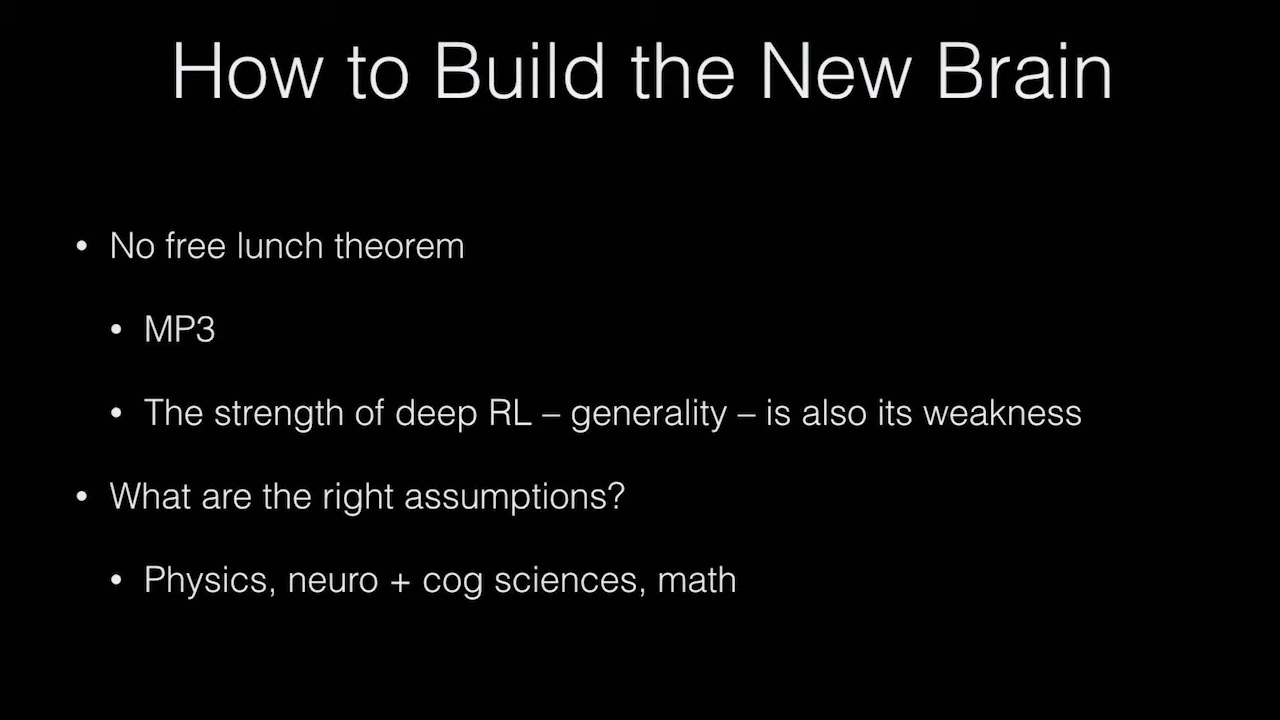 How to Build the New Brain
• No free lunch theorem
• MP3
• The strength of deep RL – generality – is also its weakness
• What are the right assumptions?
• Physics, neuro + cog sciences, math